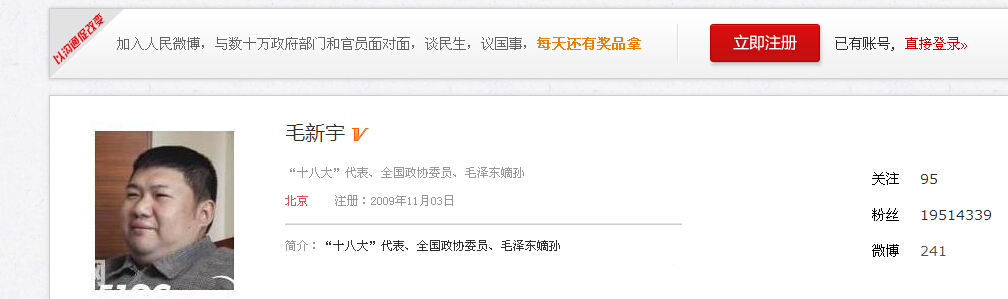 以沟通促改变
加入人民微博，与数十万政府部门和官员面对面，谈民生，议国事，每天还有奖品拿
立即注册
已有账号，直接登录»
毛新宇 V
“十八大”代表、全国政协委员、毛泽东嫡孙
北京 注册：2009年11月03日
简介：“十八大”代表、全国政协委员、毛泽东嫡孙
关注 95
粉丝 19514339
微博 241